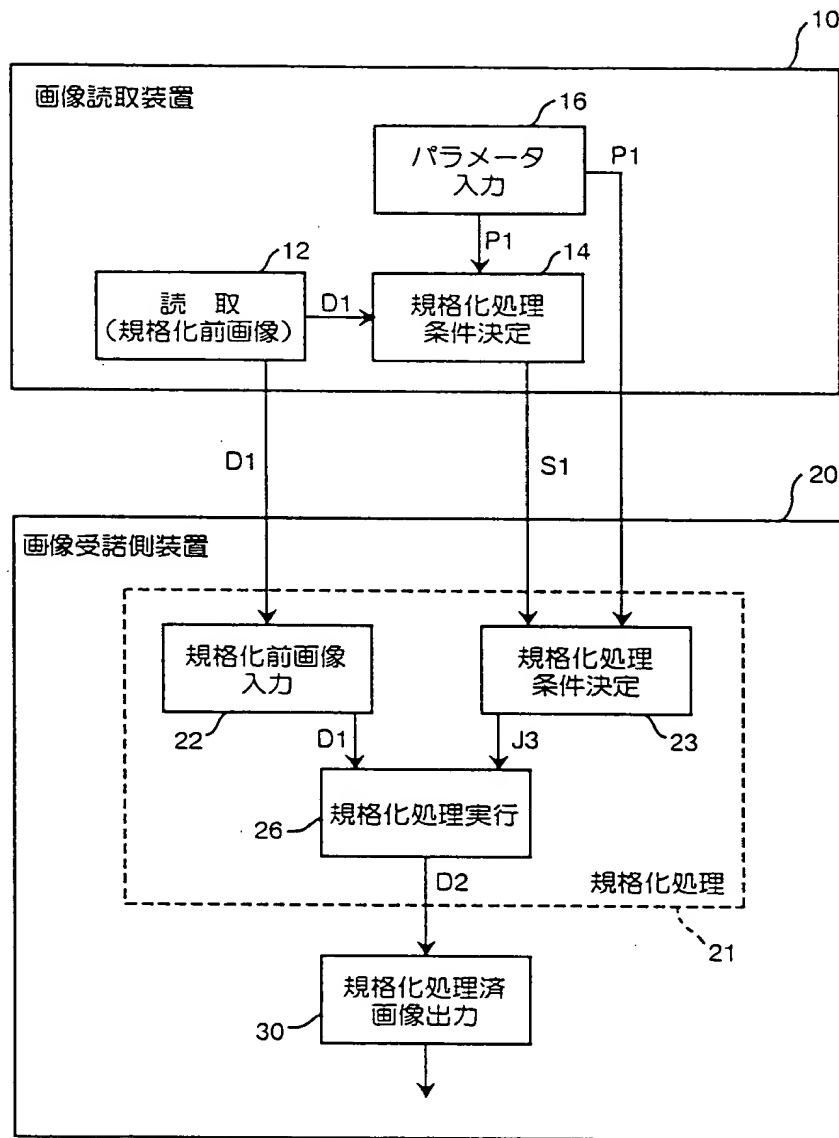 10
画像読取装置
16
パラメータ
入力
P1
P1
12
14
読　取
(規格化前画像)
D1
規格化処理
条件決定
D1
S1
20
画像受諾側装置
規格化前画像
入力
規格化処理
条件決定
22
D1
J3
23
26
規格化処理実行
D2
規格化処理
21
規格化処理済
画像出力
30